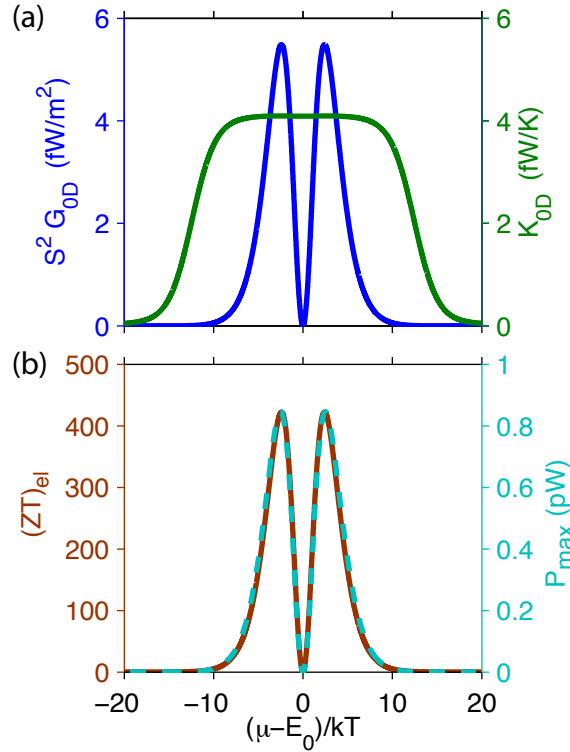 (a)
6
4
2
0
S² G₀D (fW/m²)
6
4
2
0
K₀D (fW/K)
(b)
500
400
300
200
100
0
(ZT)el
1
0.8
0.6
0.4
0.2
0
Pmax (pW)
−20 −10 0 10 20
(μ−E₀)/kT